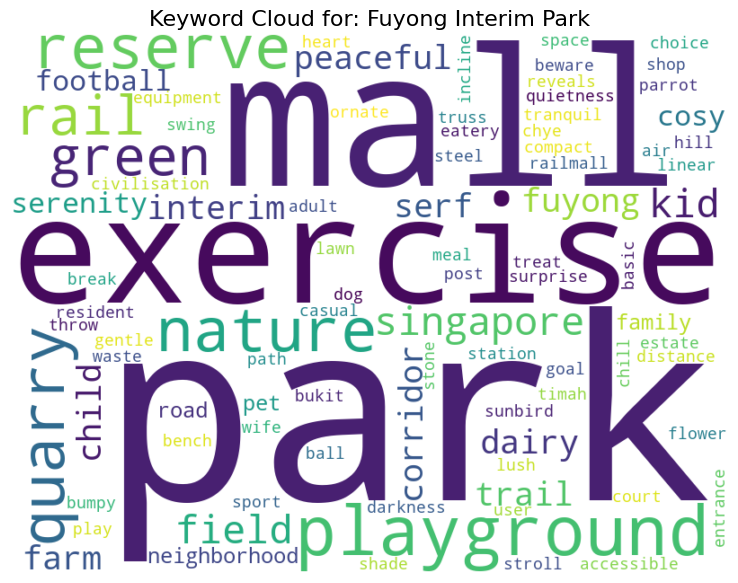 Keyword Cloud for: Fuyong Interim Park
reserve
heart
peaceful
incline
space
choice
football
equipment
ornate
mall
beware
reveals
quietness
shop
parrot
rail
swing
truss
eatery
tranquil
chye
compact
cosy
green
steel
railmall
air
hill
linear
civilisation
serenity
interim
adult
serf
fuyong
kid
exercise
lawn
meal
post
treat
surprise
basic
break
dog
resident
throw
casual
nature
singapore
family
estate
distance
gentle
waste
path
stone
station
goal
chill
quarry
child
park
road
pet
bukit
corridor
timah
sunbird
bench
wife
ball
dairy
flower
lush
bumpy
play
sport
darkness
trail
user
court
entrance
field
playground
farm
neighborhood
shade
stroll
accessible